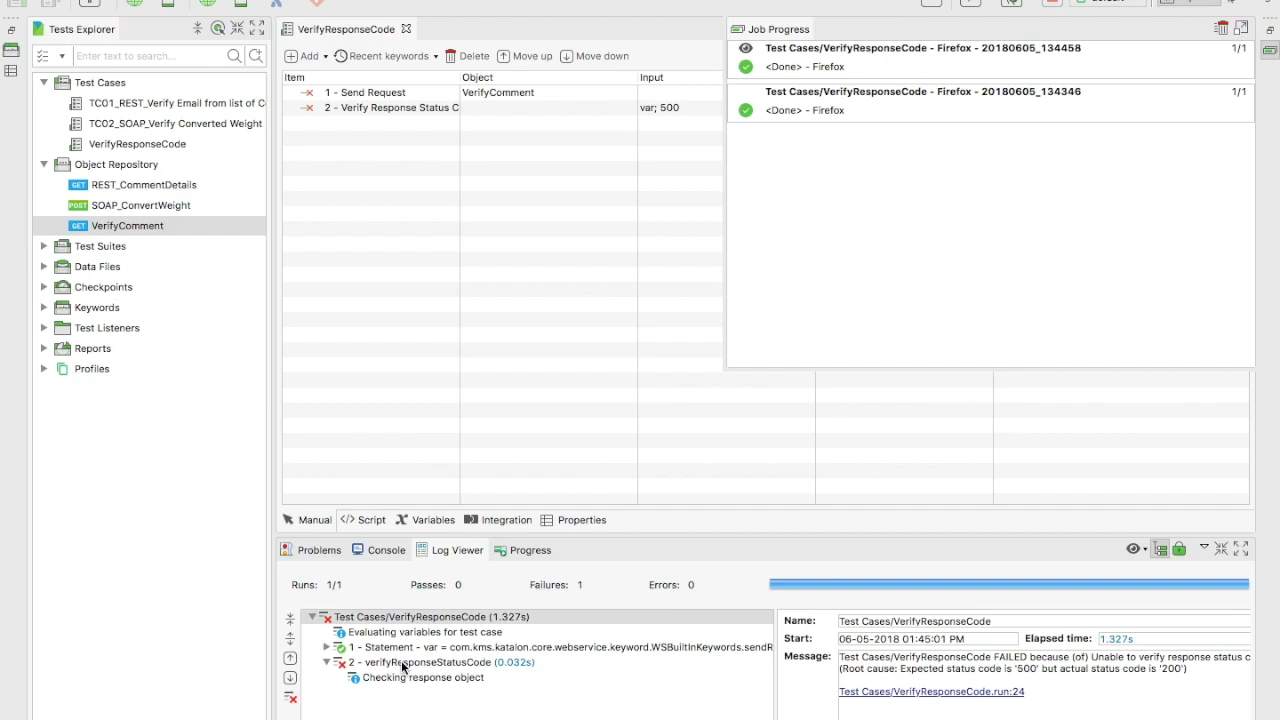 Tests Explorer
Enter text to search...
Test Cases
TC01_REST_Verify Email from list of C
TC02_SOAP_Verify Converted Weight
VerifyResponseCode
Object Repository
GET REST_CommentDetails
POST SOAP_ConvertWeight
GET VerifyComment
Test Suites
Data Files
Checkpoints
Keywords
Test Listeners
Reports
Profiles
VerifyResponseCode
Add Recent keywords Delete Move up Move down
Item Object Input
1 - Send Request VerifyComment
2 - Verify Response Status C var; 500
Job Progress
Test Cases/VerifyResponseCode - Firefox - 20180605_134458 1/1
<Done> - Firefox
Test Cases/VerifyResponseCode - Firefox - 20180605_134346 1/1
<Done> - Firefox
Manual Script Variables Integration Properties
Problems Console Log Viewer Progress
Runs: 1/1 Passes: 0 Failures: 1 Errors: 0
Test Cases/VerifyResponseCode (1.327s)
Evaluating variables for test case
1 - Statement - var = com.kms.katalon.core.webservice.keyword.WSBuiltInKeywords.sendR
2 - verifyResponseStatusCode (0.032s)
Checking response object
Name: Test Cases/VerifyResponseCode
Start: 06-05-2018 01:45:01 PM Elapsed time: 1.327s
Message: Test Cases/VerifyResponseCode FAILED because (of) Unable to verify response status c
(Root cause: Expected status code is '500' but actual status code is '200')
Test Cases/VerifyResponseCode.run:24